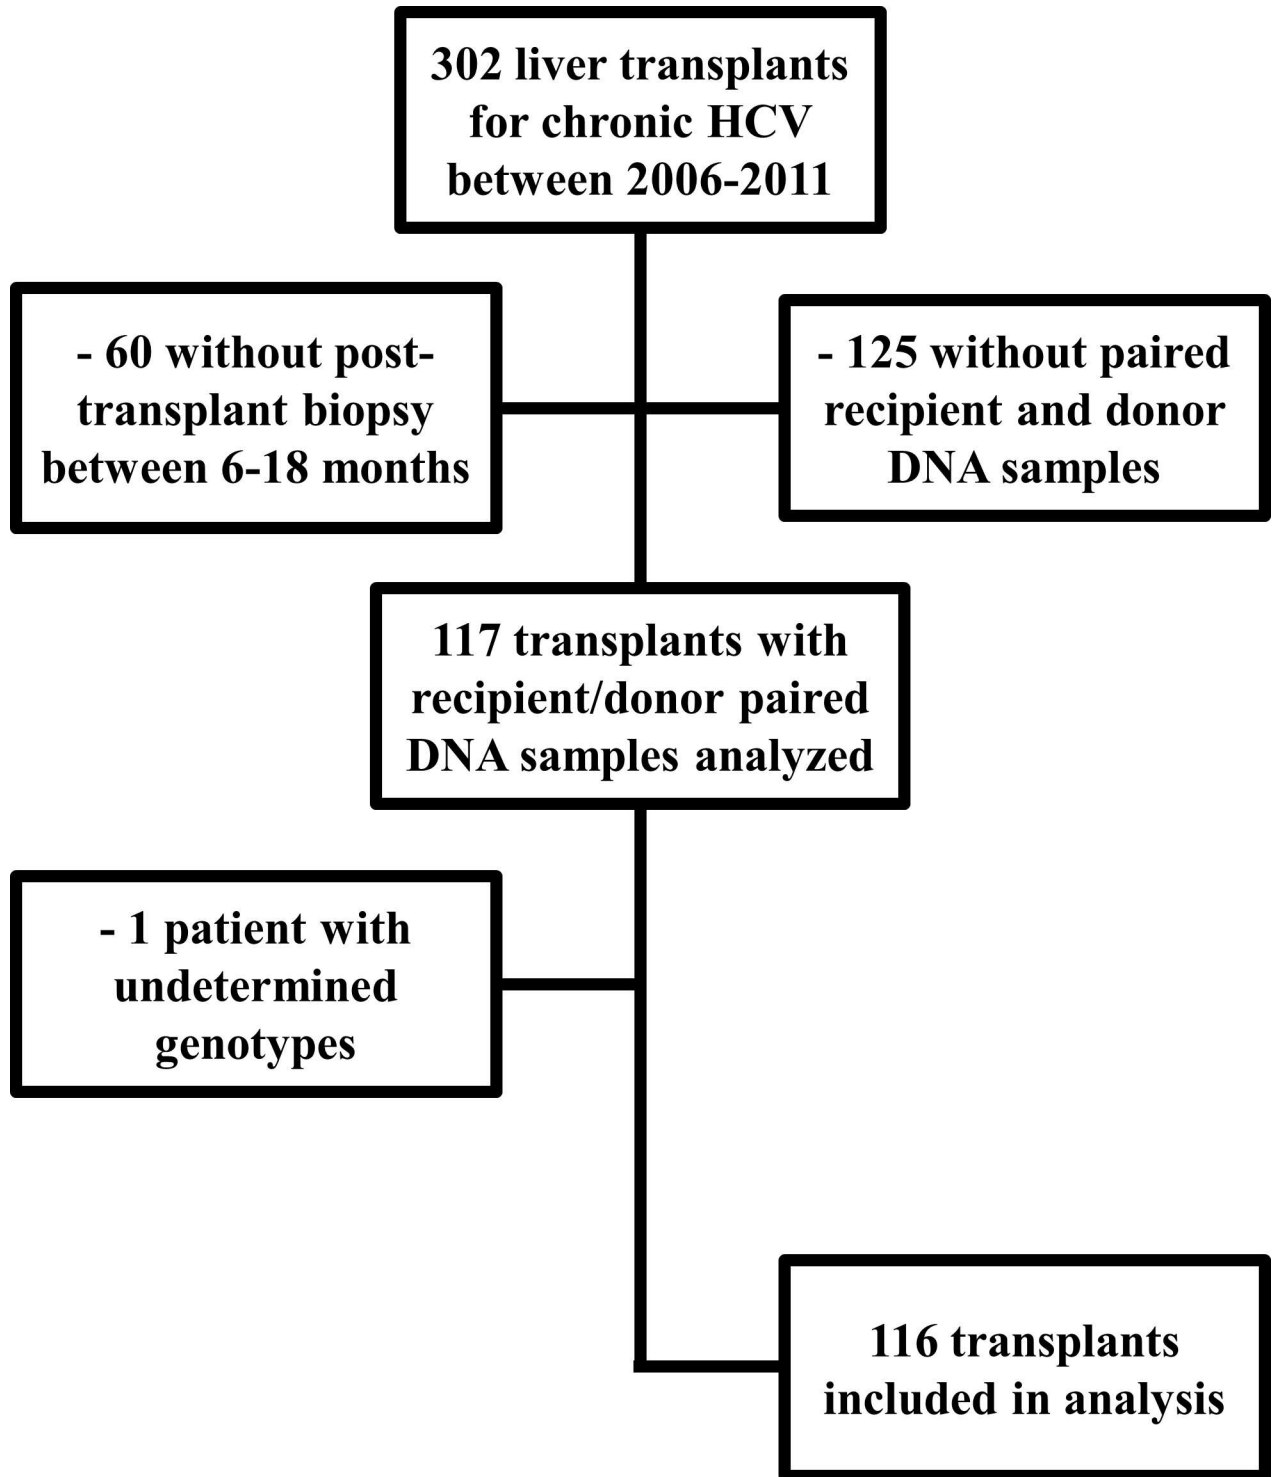 302 liver transplants
for chronic HCV
between 2006-2011
- 60 without post-
transplant biopsy
between 6-18 months
- 125 without paired
recipient and donor
DNA samples
117 transplants with
recipient/donor paired
DNA samples analyzed
- 1 patient with
undetermined
genotypes
116 transplants
included in analysis